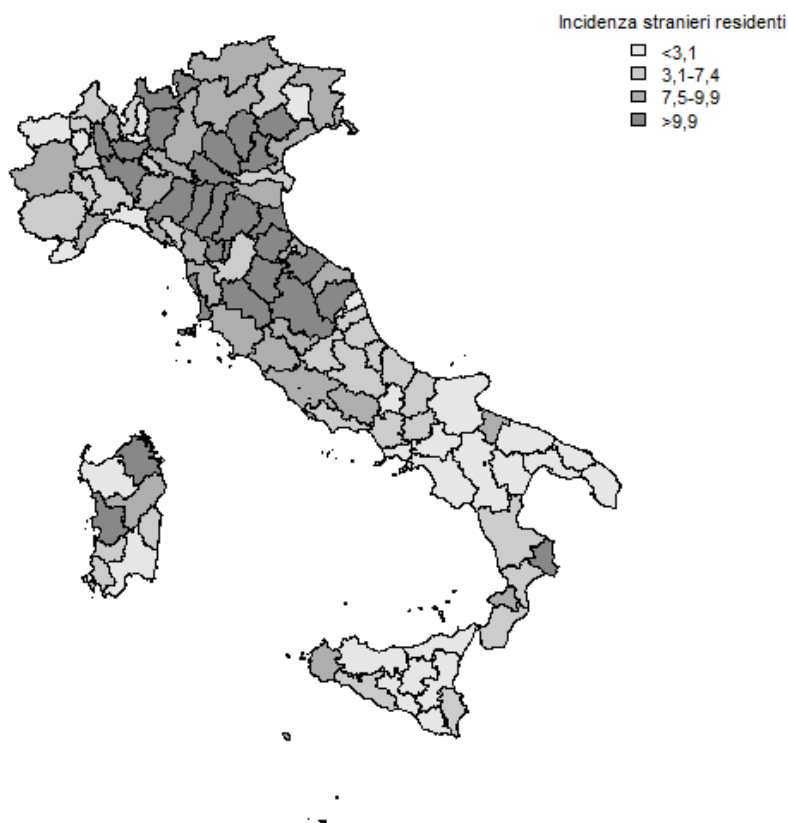 Incidenza stranieri residenti
<3,1
3,1-7,4
7,5-9,9
>9,9